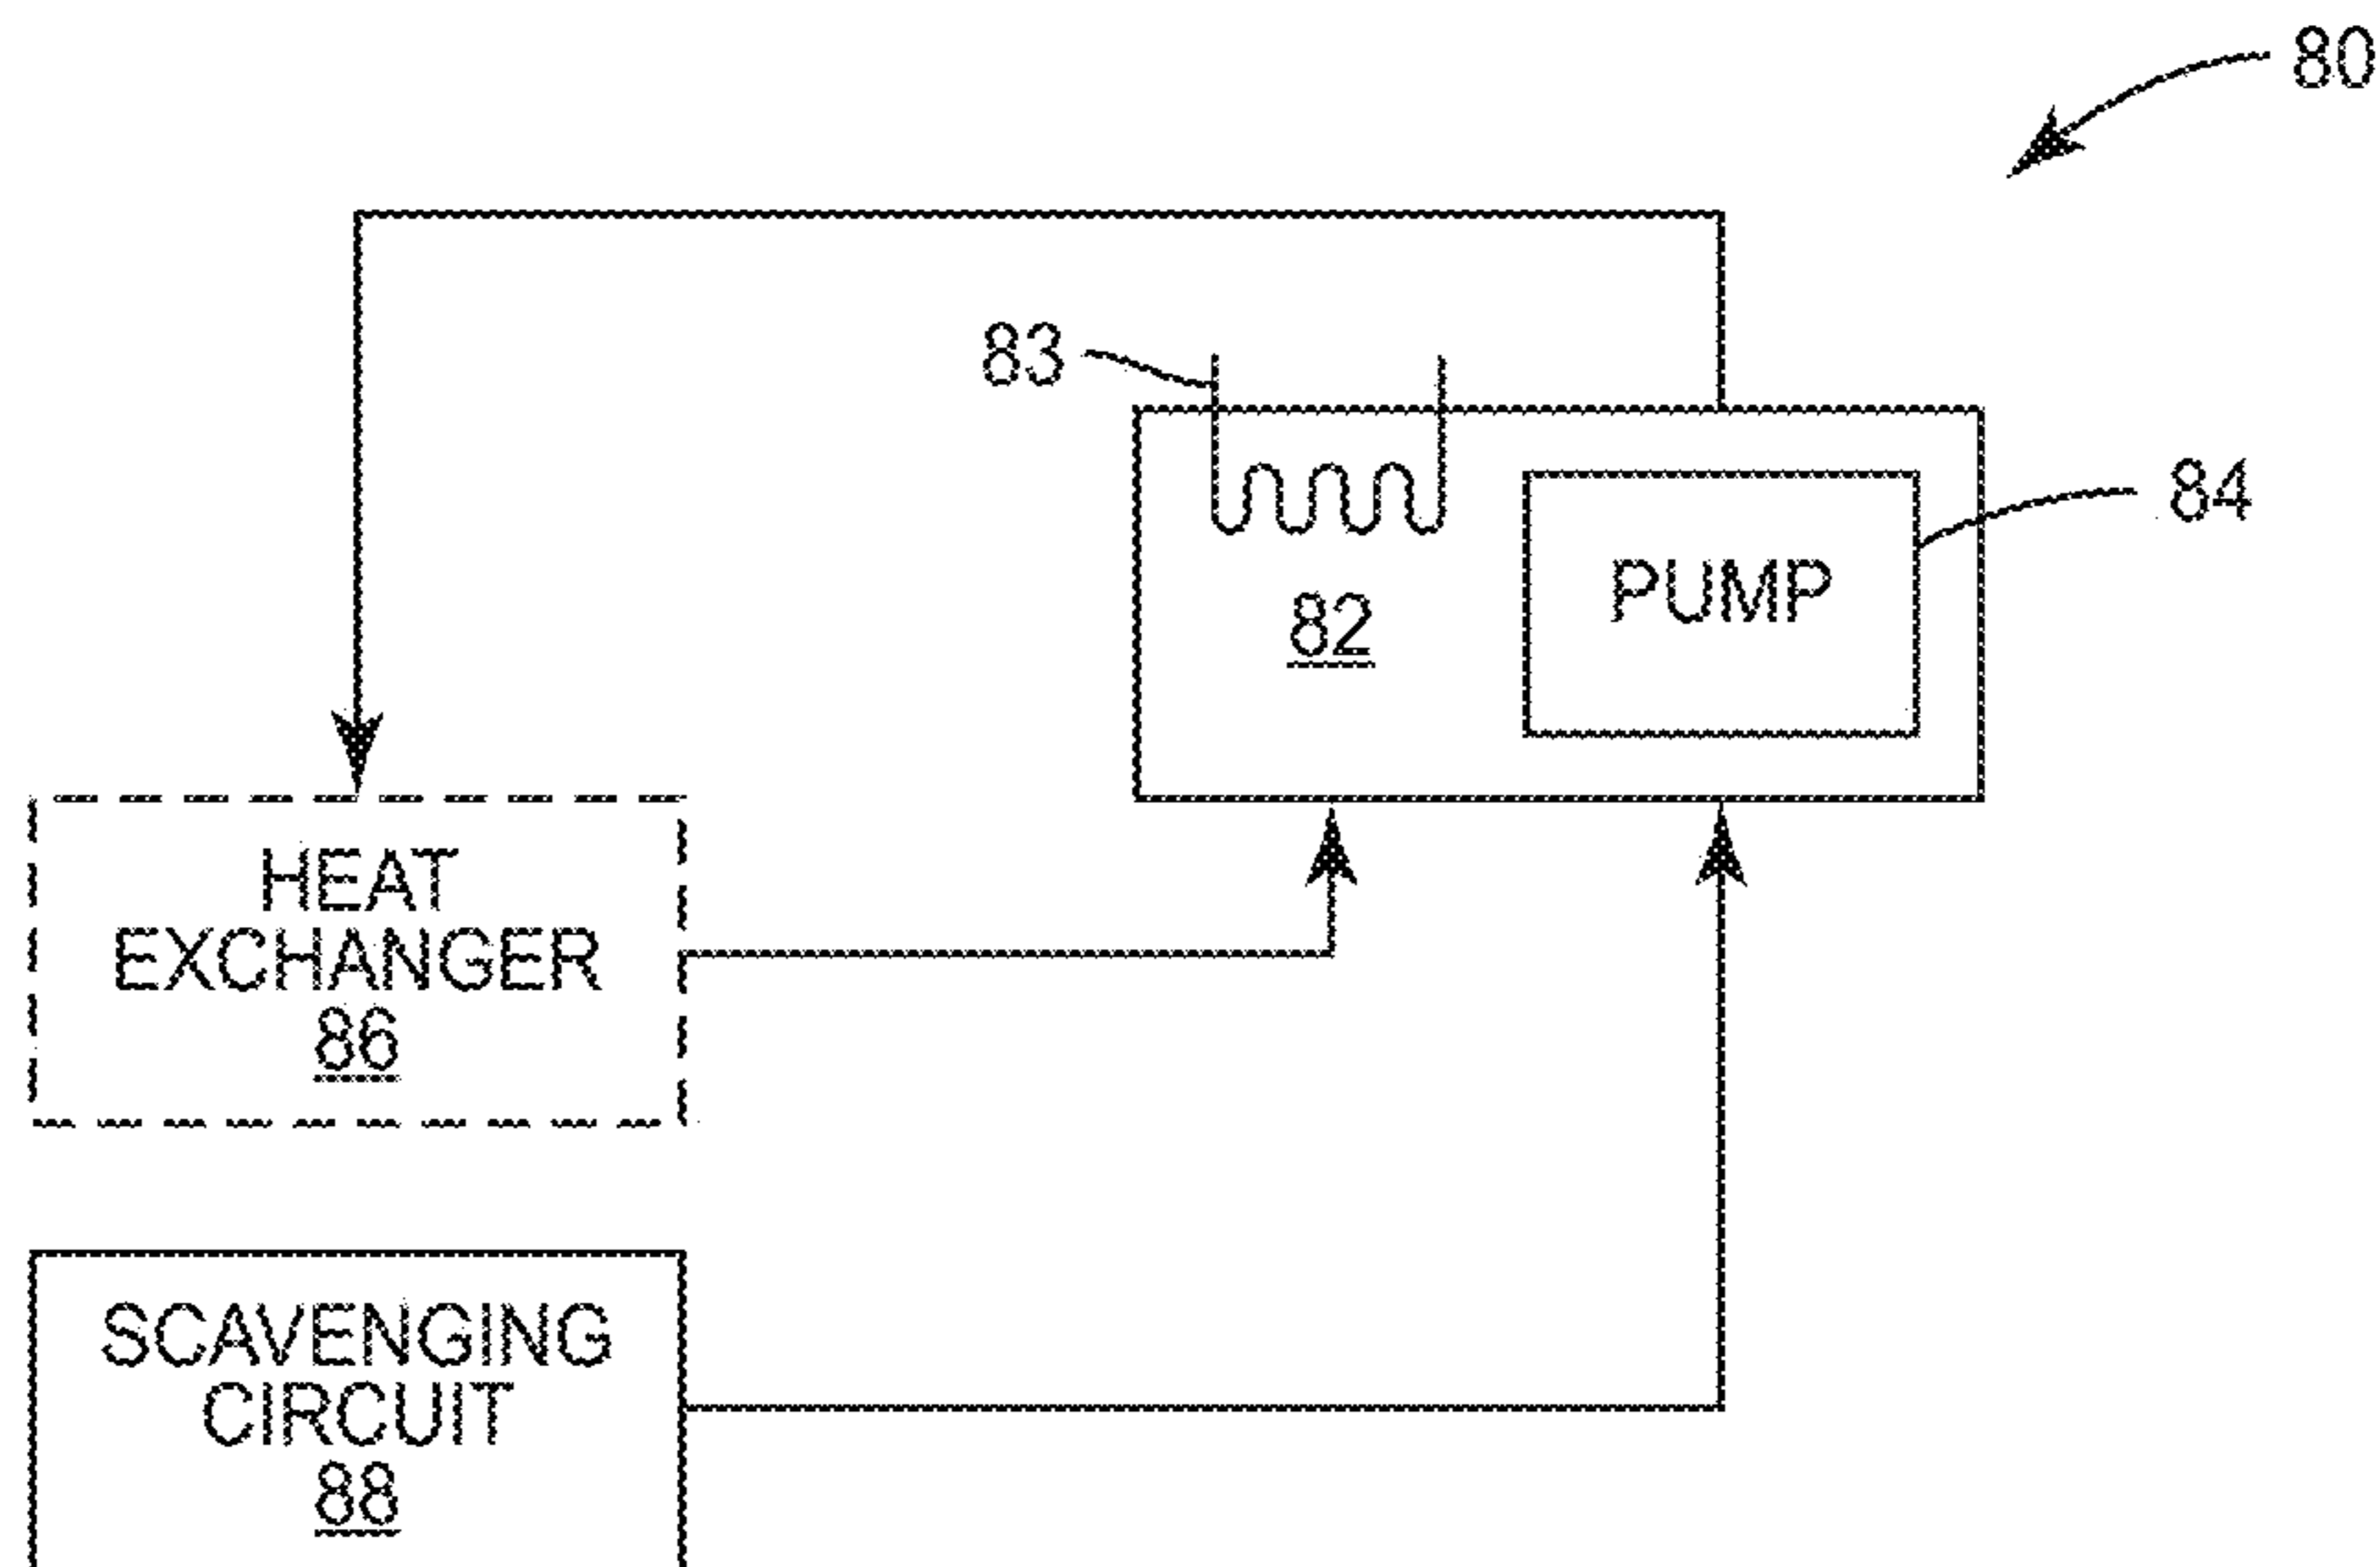 80
83
84
PUMP
82
HEAT
EXCHANGER
86
SCAVENGING
CIRCUIT
88